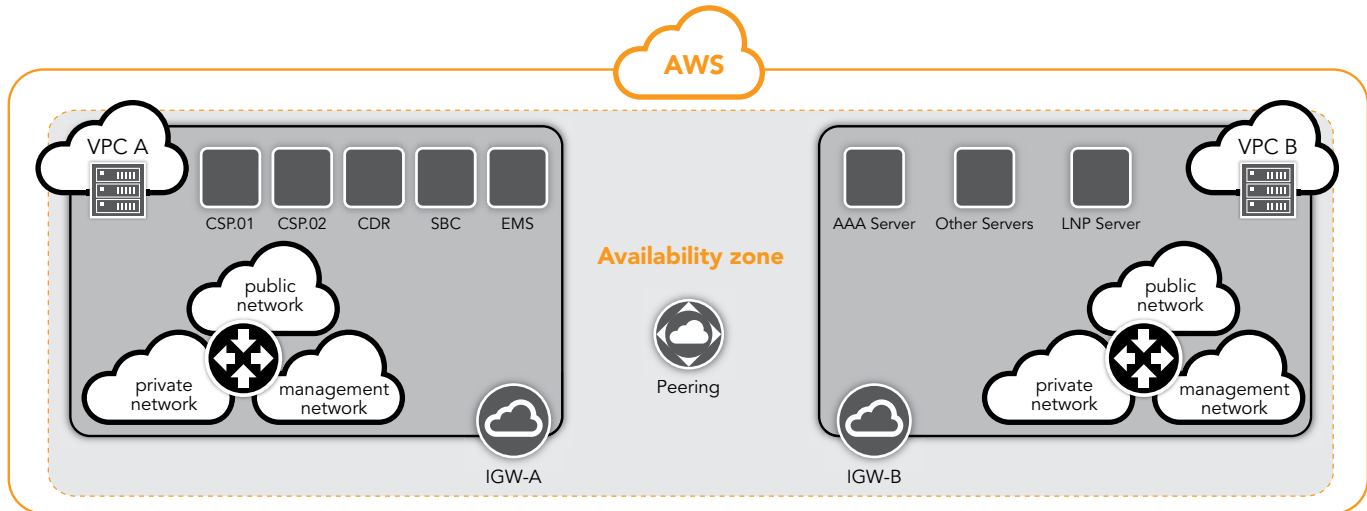 AWS
VPC A
CSP.01
CSP.02
CDR
SBC
EMS
public
network
private
network
management
network
IGW-A
Availability zone
Peering
VPC B
AAA Server
Other Servers
LNP Server
public
network
private
network
management
network
IGW-B